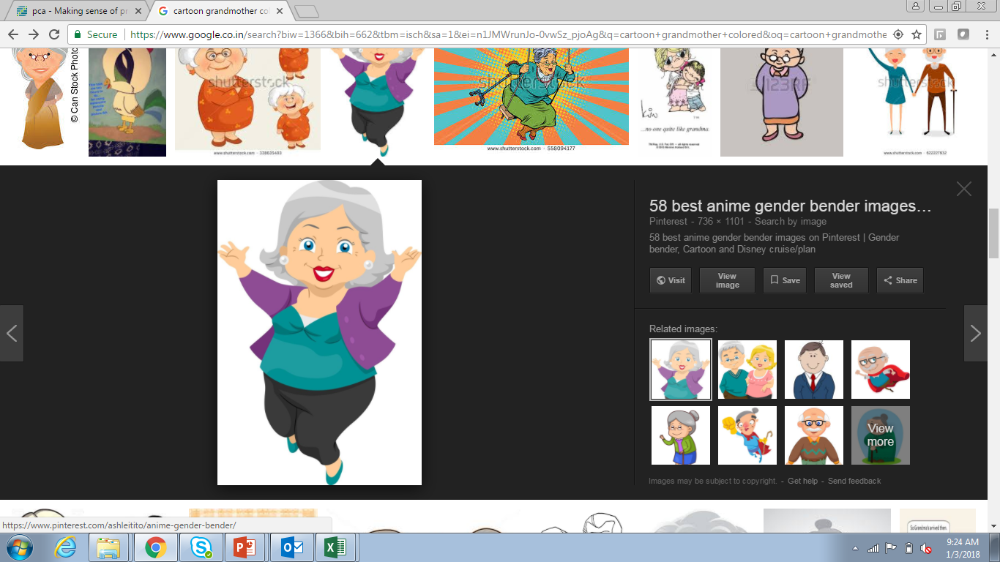 pca - Making sense of pr
cartoon grandmother col
Secure
https://www.google.co.in/search?biw=1366&bih=662&tbm=isch&sa=1&ei=n1JMWrunJo-0vwSz_pjoAg&q=cartoon+grandmother+colored&oq=cartoon+grandmothe
© Can Stock Photo
shutterstock
www.shutterstock.com · 338635493
shutterstock
www.shutterstock.com · 558094177
...no one quite like grandma.
123RF
shutterstock
www.shutterstock.com · 622227832
58 best anime gender bender images…
Pinterest - 736 × 1101 - Search by image
58 best anime gender bender images on Pinterest | Gender
bender, Cartoon and Disney cruise/plan
Visit
View
image
Save
View
saved
Share
Related images:
View
more
Images may be subject to copyright. - Get help - Send feedback
So Grandma's arrived then.
https://www.pinterest.com/ashleitito/anime-gender-bender/
9:24 AM
1/3/2018